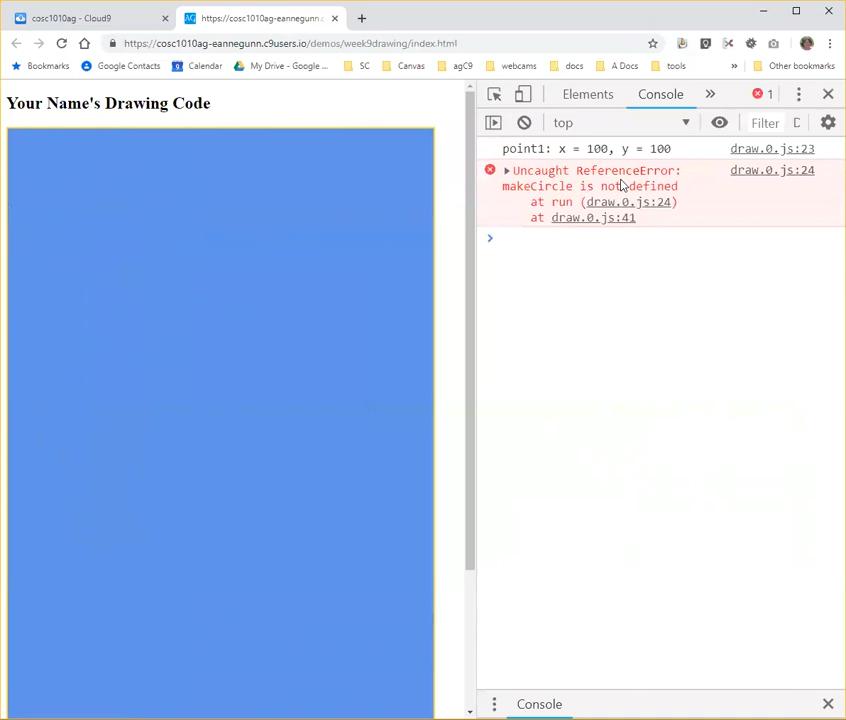 cosc1010ag - Cloud9
https://cosc1010ag-eannegunn.c
https://cosc1010ag-eannegunn.c9users.io/demos/week9drawing/index.html
Bookmarks
Google Contacts
Calendar
My Drive - Google ...
SC
Canvas
agC9
webcams
docs
A Docs
tools
»
Other bookmarks
Your Name's Drawing Code
Elements
Console
»
1
top
Filter
point1: x = 100, y = 100
draw.0.js:23
Uncaught ReferenceError:
draw.0.js:24
makeCircle is not defined
at run (draw.0.js:24)
at draw.0.js:41
Console